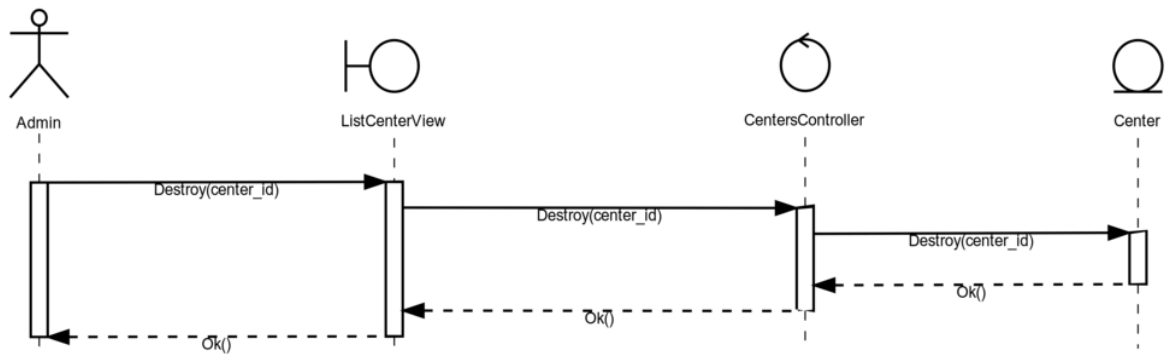 Admin
ListCenterView
CentersController
Center
Destroy(center_id)
Destroy(center_id)
Destroy(center_id)
Ok()
Ok()
Ok()